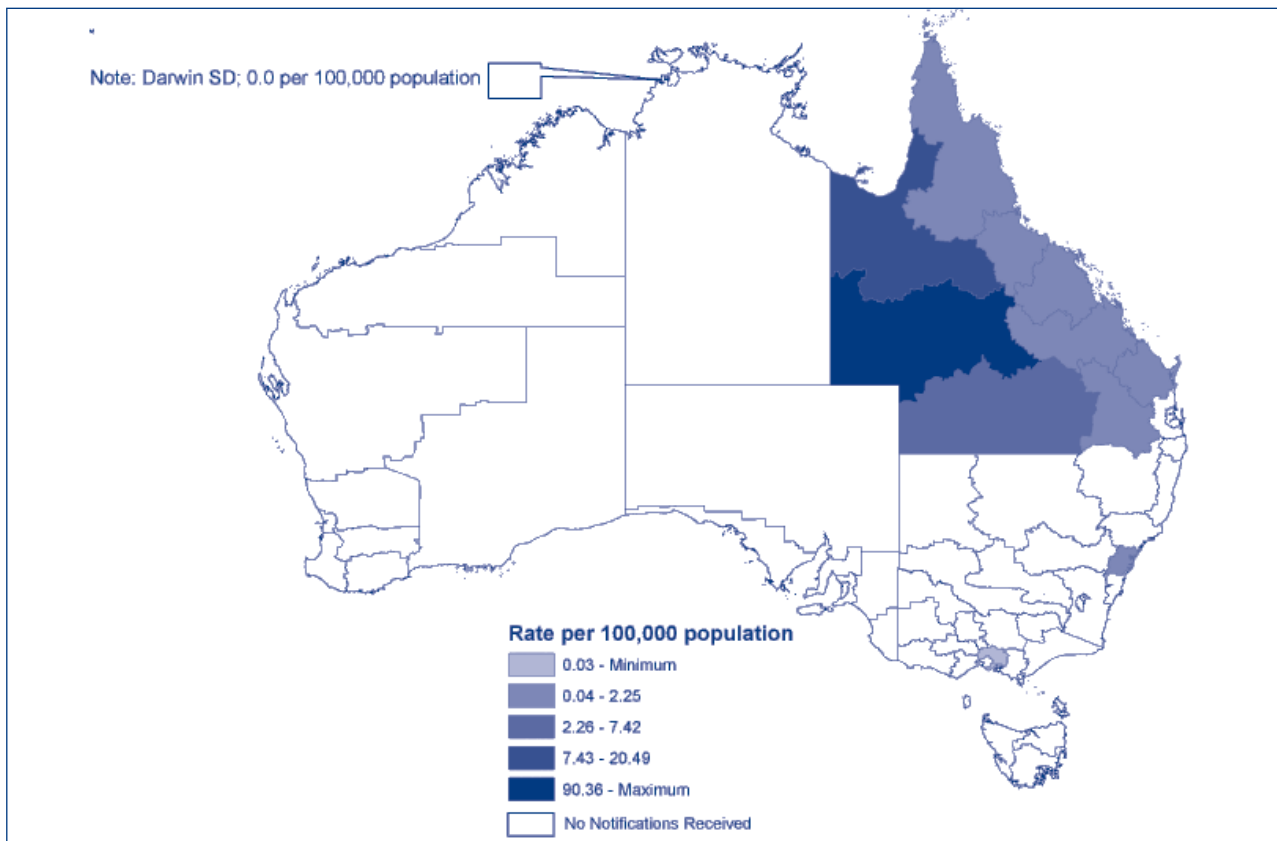 Note: Darwin SD; 0.0 per 100,000 population
Rate per 100,000 population
0.03 - Minimum
0.04 - 2.25
2.26 - 7.42
7.43 - 20.49
90.36 - Maximum
No Notifications Received